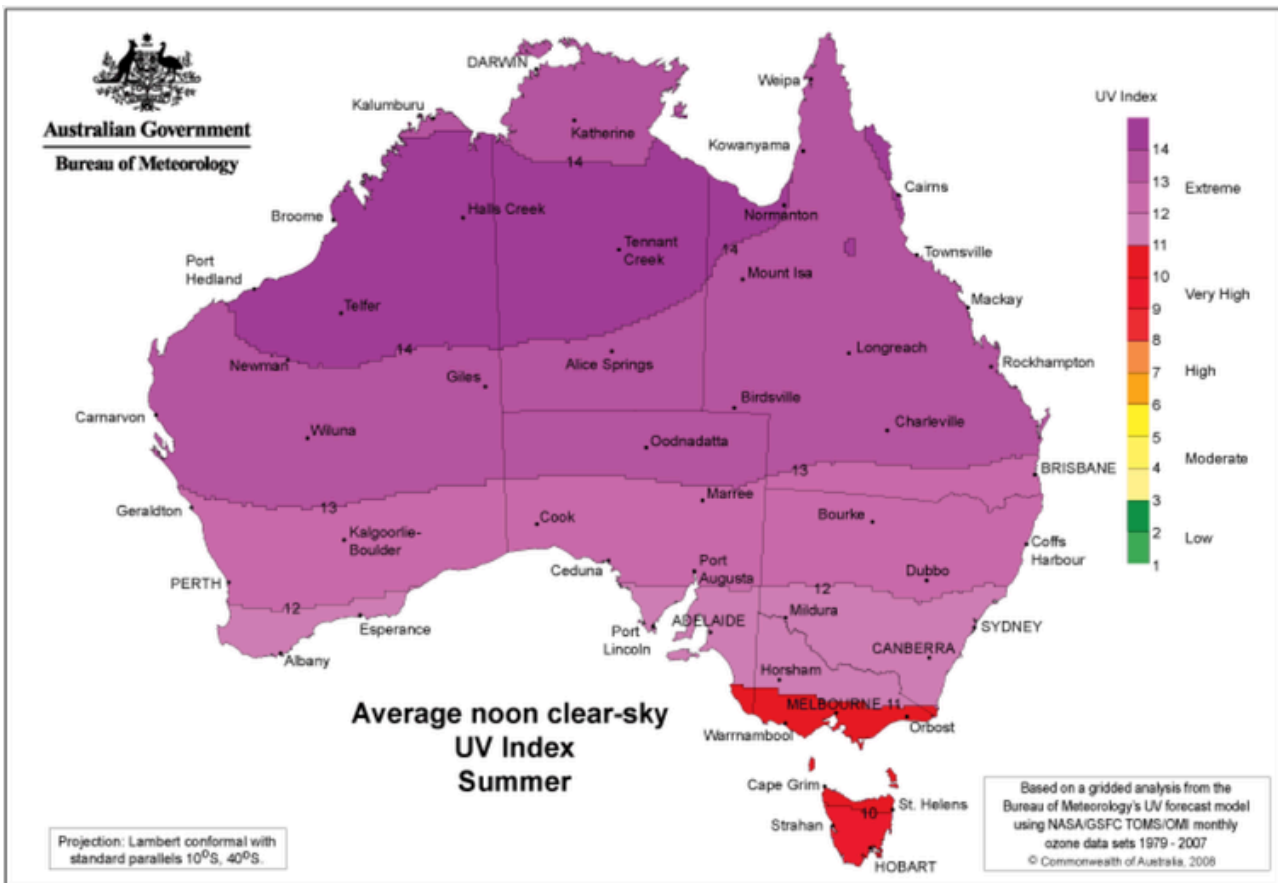 Australian Government
Bureau of Meteorology
DARWIN
Weipa
Kalumburu
Katherine
Kowanyama
14
Cairns
Broome
Halls Creek
Normanton
Tennant
Creek
14
Townsville
Port
Hedland
Mount Isa
Mackay
Telfer
14
Longreach
Newman
Alice Springs
Rockhampton
Giles
Birdsville
Carnarvon
Charleville
Wiluna
Oodnadatta
13
BRISBANE
Marree
13
Geraldton
Bourke
Cook
Kalgoorlie-
Boulder
Coffs
Harbour
Ceduna
Port
Augusta
Dubbo
PERTH
12
12
Mildura
Esperance
ADELAIDE
SYDNEY
Port
Lincoln
CANBERRA
Albany
Horsham
MELBOURNE 11
Warrnambool
Orbost
Cape Grim
St. Helens
10
Strahan
HOBART
UV Index
14
13
12
11
10
9
8
7
6
5
4
3
2
1
Extreme
Very High
High
Moderate
Low
Average noon clear-sky
UV Index
Summer
Projection: Lambert conformal with
standard parallels 10°S, 40°S.
Based on a gridded analysis from the
Bureau of Meteorology's UV forecast model
using NASA/GSFC TOMS/OMI monthly
ozone data sets 1979 - 2007
© Commonwealth of Australia, 2008